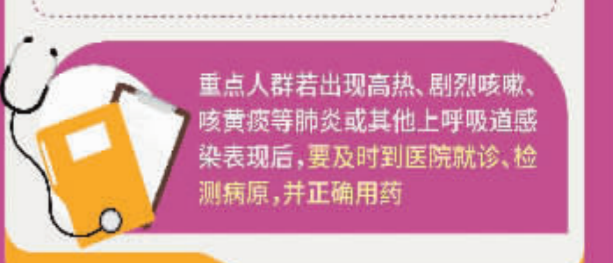 重点人群若出现高热、剧烈咳嗽、
咳黄痰等肺炎或其他上呼吸道感
染表现后,要及时到医院就诊、检
测病原,并正确用药